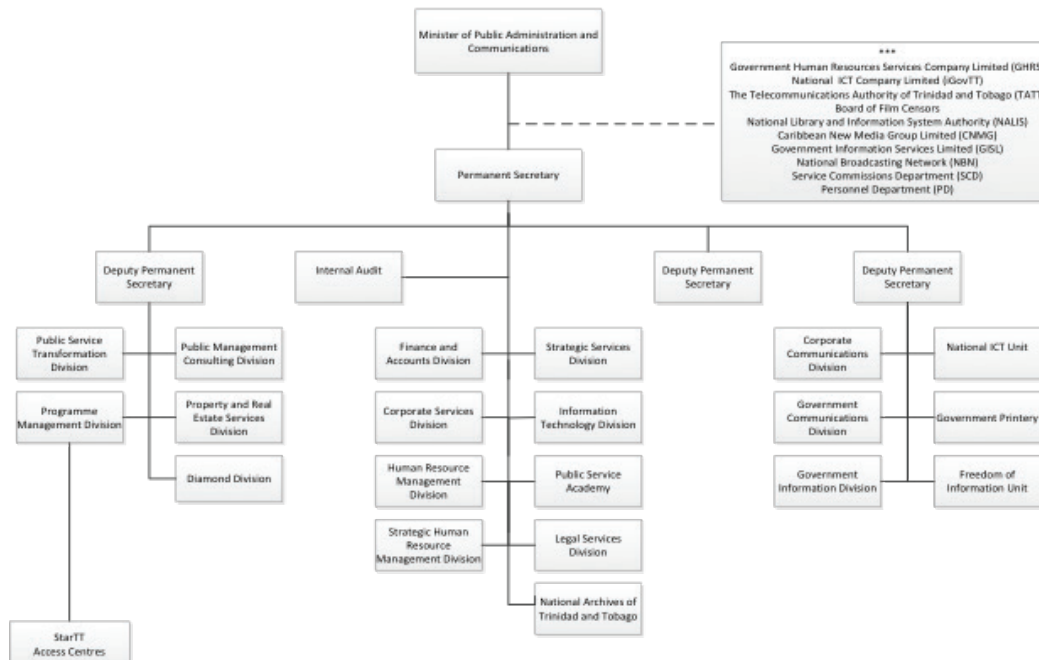 Minister of Public Administration and
Communications
***
Government Human Resources Services Company Limited (GHRS
National ICT Company Limited (iGovTT)
The Telecommunications Authority of Trinidad and Tobago (TATT
Board of Film Censors
National Library and Information System Authority (NALIS)
Caribbean New Media Group Limited (CNMG)
Government Information Services Limited (GISL)
National Broadcasting Network (NBN)
Service Commissions Department (SCD)
Personnel Department (PD)
Permanent Secretary
Deputy Permanent
Secretary
Internal Audit
Deputy Permanent
Secretary
Deputy Permanent
Secretary
Public Service
Transformation
Division
Public Management
Consulting Division
Programme
Management Division
Property and Real
Estate Services
Division
Diamond Division
StarTT
Access Centres
Finance and
Accounts Division
Strategic Services
Division
Corporate Services
Division
Information
Technology Division
Human Resource
Management
Division
Public Service
Academy
Strategic Human
Resource
Management Division
Legal Services
Division
National Archives of
Trinidad and Tobago
Corporate
Communications
Division
National ICT Unit
Government
Communications
Division
Government Printery
Government
Information Division
Freedom of
Information Unit